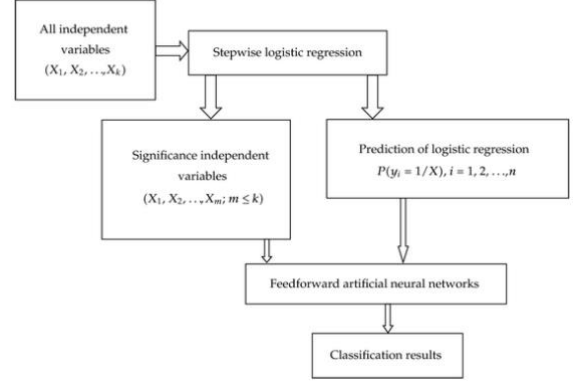 All independent
variables
(X₁, X₂, . . ., Xₖ)
Stepwise logistic regression
Significance independent
variables
(X₁, X₂, . . ., Xₘ; m ≤ k)
Prediction of logistic regression
P(yᵢ = 1/X), i = 1, 2, . . ., n
Feedforward artificial neural networks
Classification results